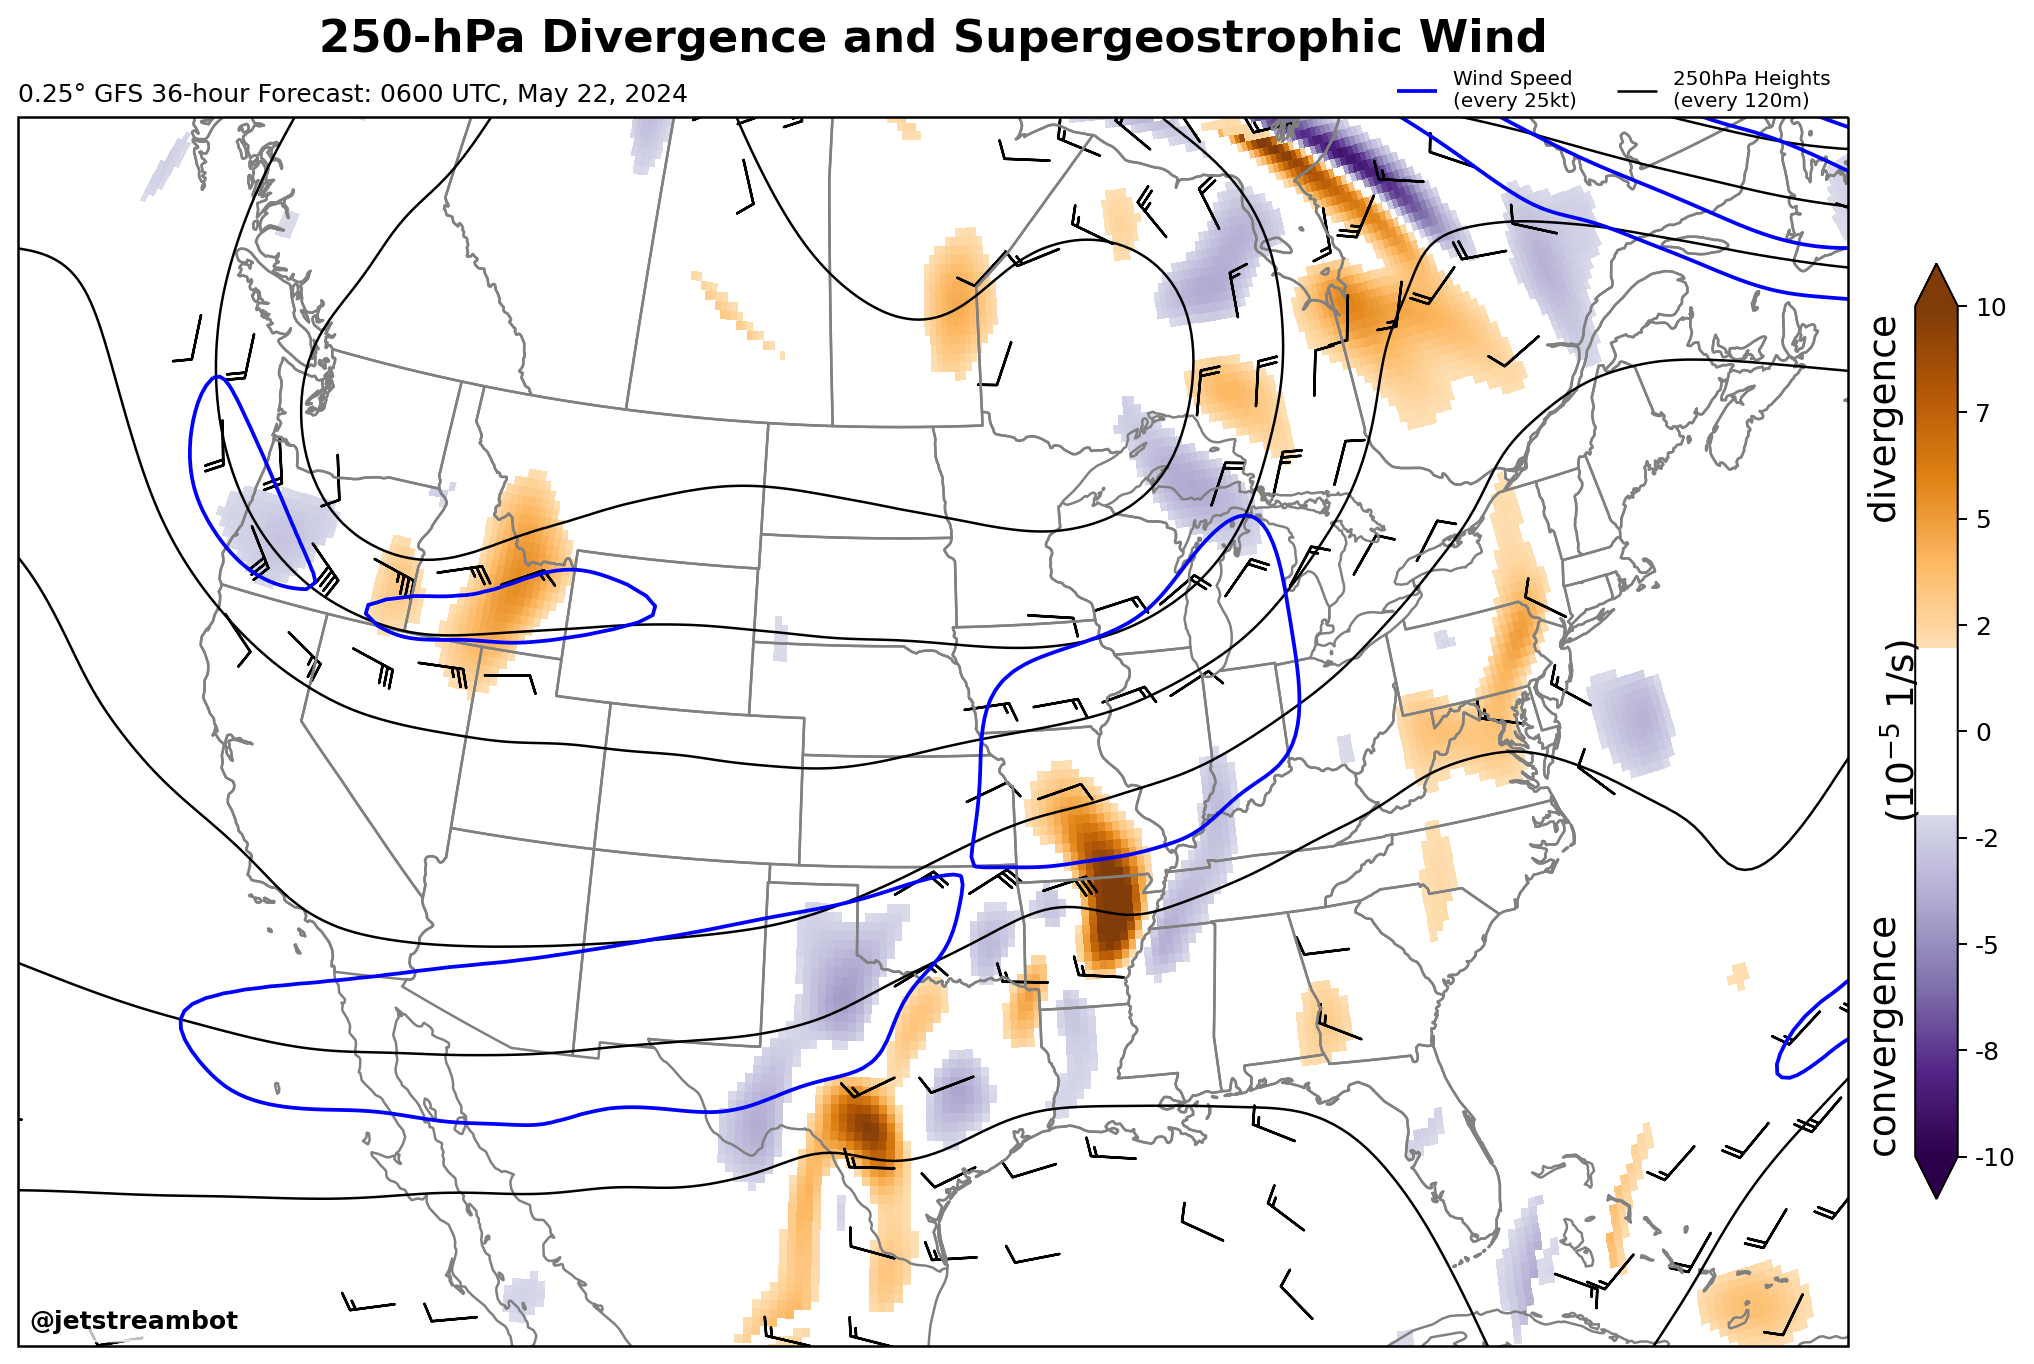 250-hPa Divergence and Supergeostrophic Wind
0.25° GFS 36-hour Forecast: 0600 UTC, May 22, 2024
Wind Speed
(every 25kt)
250hPa Heights
(every 120m)
10
7
5
2
0
-2
-5
-8
-10
divergence
(10⁻⁵ 1/s)
convergence
@jetstreambot